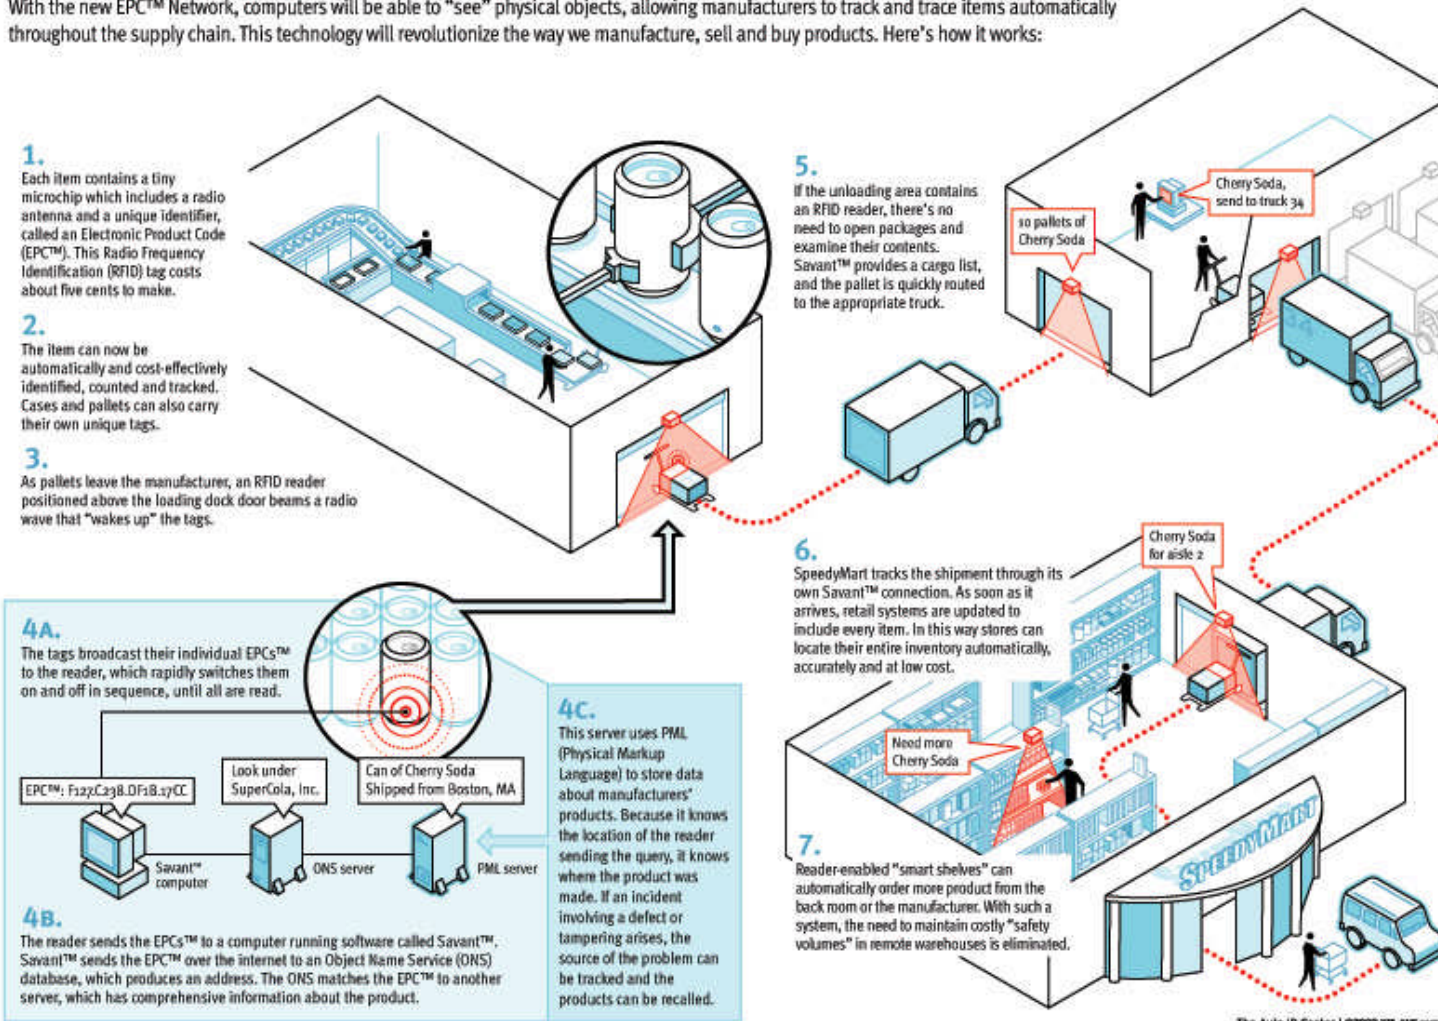 With the new EPC™ Network, computers will be able to "see" physical objects, allowing manufacturers to track and trace items automatically
throughout the supply chain. This technology will revolutionize the way we manufacture, sell and buy products. Here's how it works:
1.
Each item contains a tiny
microchip which includes a radio
antenna and a unique identifier,
called an Electronic Product Code
(EPC™). This Radio Frequency
Identification (RFID) tag costs
about five cents to make.
2.
The item can now be
automatically and cost-effectively
identified, counted and tracked.
Cases and pallets can also carry
their own unique tags.
3.
As pallets leave the manufacturer, an RFID reader
positioned above the loading dock door beams a radio
wave that "wakes up" the tags.
4A.
The tags broadcast their individual EPCs™
to the reader, which rapidly switches them
on and off in sequence, until all are read.
EPC™: F127.C238.DF1B.17CC
Look under
SuperCola, Inc.
Can of Cherry Soda
Shipped from Boston, MA
Savant™
computer
ONS server
PML server
4B.
The reader sends the EPCs™ to a computer running software called Savant™.
Savant™ sends the EPC™ over the internet to an Object Name Service (ONS)
database, which produces an address. The ONS matches the EPC™ to another
server, which has comprehensive information about the product.
4C.
This server uses PML
(Physical Markup
Language) to store data
about manufacturers'
products. Because it knows
the location of the reader
sending the query, it knows
where the product was
made. If an incident
involving a defect or
tampering arises, the
source of the problem can
be tracked and the
products can be recalled.
5.
If the unloading area contains
an RFID reader, there's no
need to open packages and
examine their contents.
Savant™ provides a cargo list,
and the pallet is quickly routed
to the appropriate truck.
10 pallets of
Cherry Soda
Cherry Soda,
send to truck 34
34
6.
SpeedyMart tracks the shipment through its
own Savant™ connection. As soon as it
arrives, retail systems are updated to
include every item. In this way stores can
locate their entire inventory automatically,
accurately and at low cost.
Cherry Soda
for aisle 2
Need more
Cherry Soda
7.
Reader-enabled "smart shelves" can
automatically order more product from the
back room or the manufacturer. With such a
system, the need to maintain costly "safety
volumes" in remote warehouses is eliminated.
SPEEDYMART